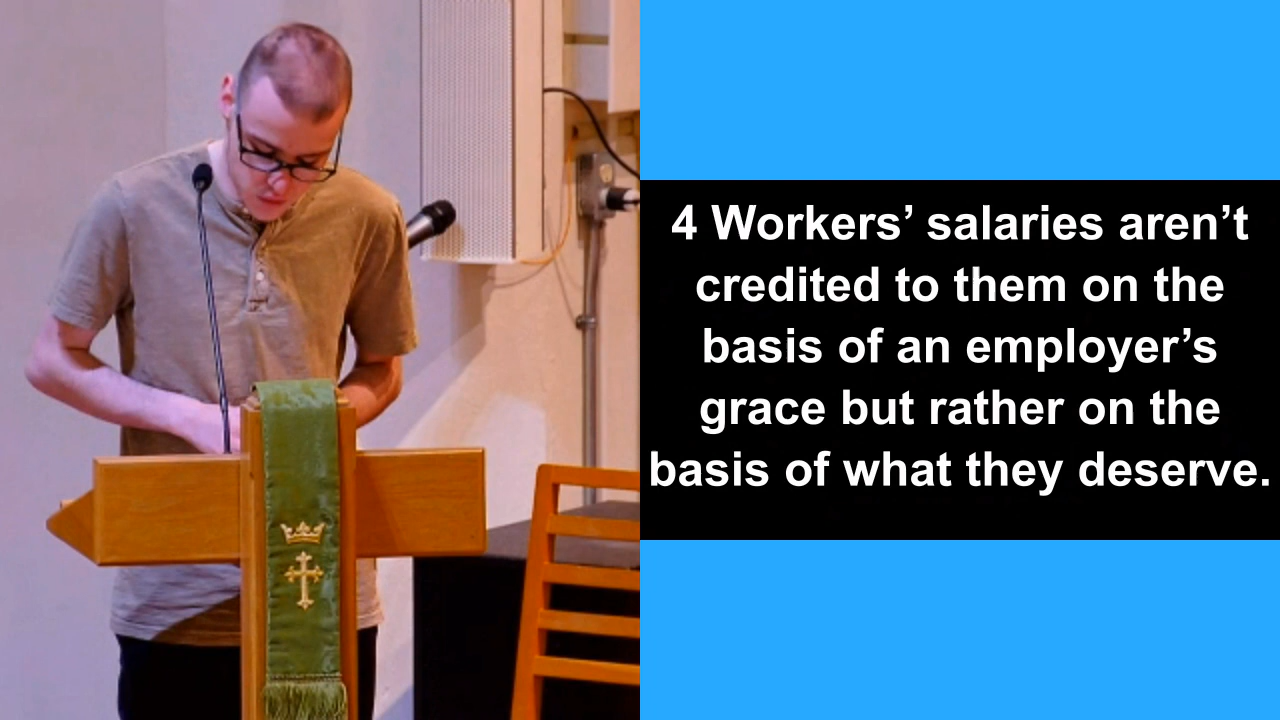 4 Workers’ salaries aren’t
credited to them on the
basis of an employer’s
grace but rather on the
basis of what they deserve.